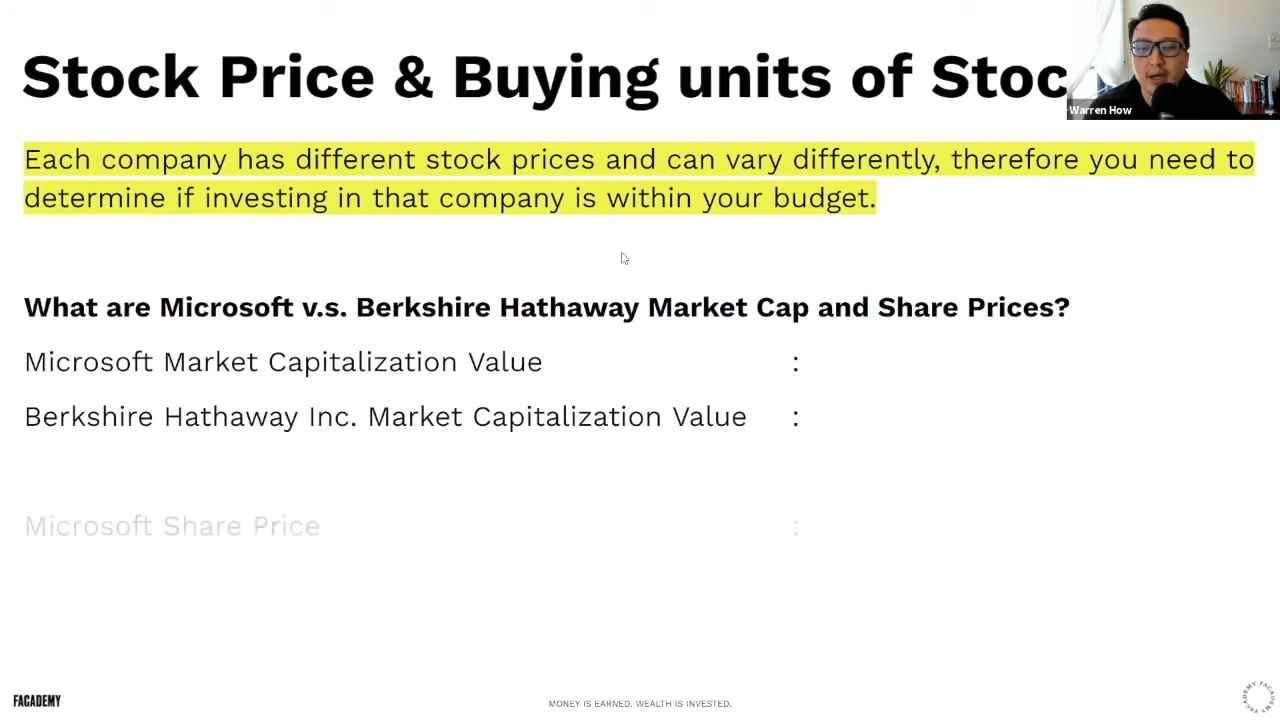 Stock Price & Buying units of Stoc
Warren How
Each company has different stock prices and can vary differently, therefore you need to
determine if investing in that company is within your budget.
What are Microsoft v.s. Berkshire Hathaway Market Cap and Share Prices?
Microsoft Market Capitalization Value :
Berkshire Hathaway Inc. Market Capitalization Value :
Microsoft Share Price :
FACADEMY
MONEY IS EARNED. WEALTH IS INVESTED.
FACADEMY FACADEMY